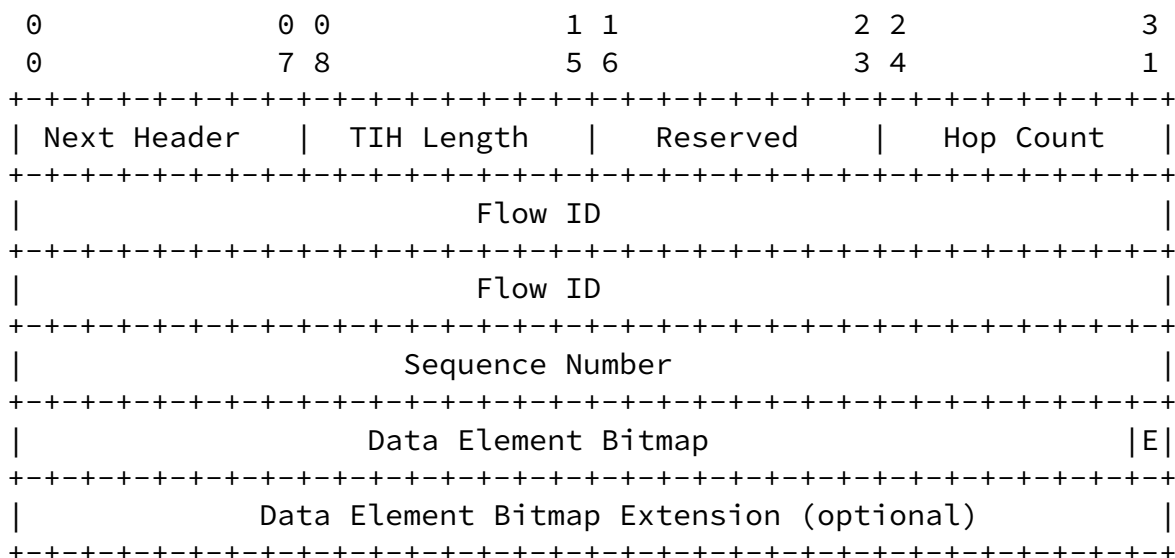 0                   0 0                   1 1                   2 2                   3
0                   7 8                   5 6                   3 4                   1
+-+-+-+-+-+-+-+-+-+-+-+-+-+-+-+-+-+-+-+-+-+-+-+-+-+-+-+-+-+-+-+-+
| Next Header | TIH Length | Reserved | Hop Count |
+-+-+-+-+-+-+-+-+-+-+-+-+-+-+-+-+-+-+-+-+-+-+-+-+-+-+-+-+-+-+-+-+
| Flow ID |
+-+-+-+-+-+-+-+-+-+-+-+-+-+-+-+-+-+-+-+-+-+-+-+-+-+-+-+-+-+-+-+-+
| Flow ID |
+-+-+-+-+-+-+-+-+-+-+-+-+-+-+-+-+-+-+-+-+-+-+-+-+-+-+-+-+-+-+-+-+
| Sequence Number |
+-+-+-+-+-+-+-+-+-+-+-+-+-+-+-+-+-+-+-+-+-+-+-+-+-+-+-+-+-+-+-+-+
| Data Element Bitmap |E|
+-+-+-+-+-+-+-+-+-+-+-+-+-+-+-+-+-+-+-+-+-+-+-+-+-+-+-+-+-+-+-+-+
| Data Element Bitmap Extension (optional) |
+-+-+-+-+-+-+-+-+-+-+-+-+-+-+-+-+-+-+-+-+-+-+-+-+-+-+-+-+-+-+-+-+